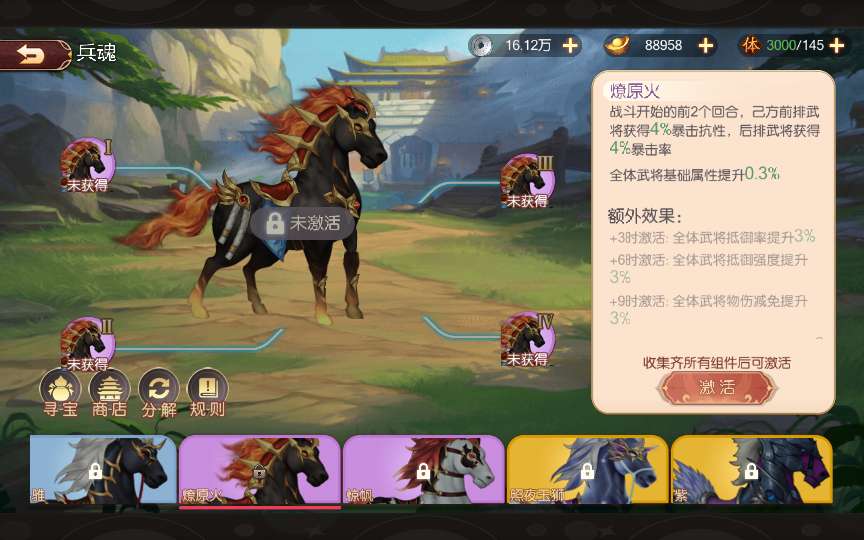 兵魂
16.12万
88958
体 3000/145
燎原火
战斗开始的前2个回合，己方前排武
将获得4%暴击抗性，后排武将获得
4%暴击率
全体武将基础属性提升0.3%
额外效果：
+3时激活: 全体武将抵御率提升3%
+6时激活: 全体武将抵御强度提升
3%
+9时激活: 全体武将物伤减免提升
3%
收集齐所有组件后可激活
激活
I
未获得
III
未获得
未激活
II
未获得
IV
未获得
寻宝
商店
分解
规则
骓
燎原火
惊帆
照夜玉狮
紫